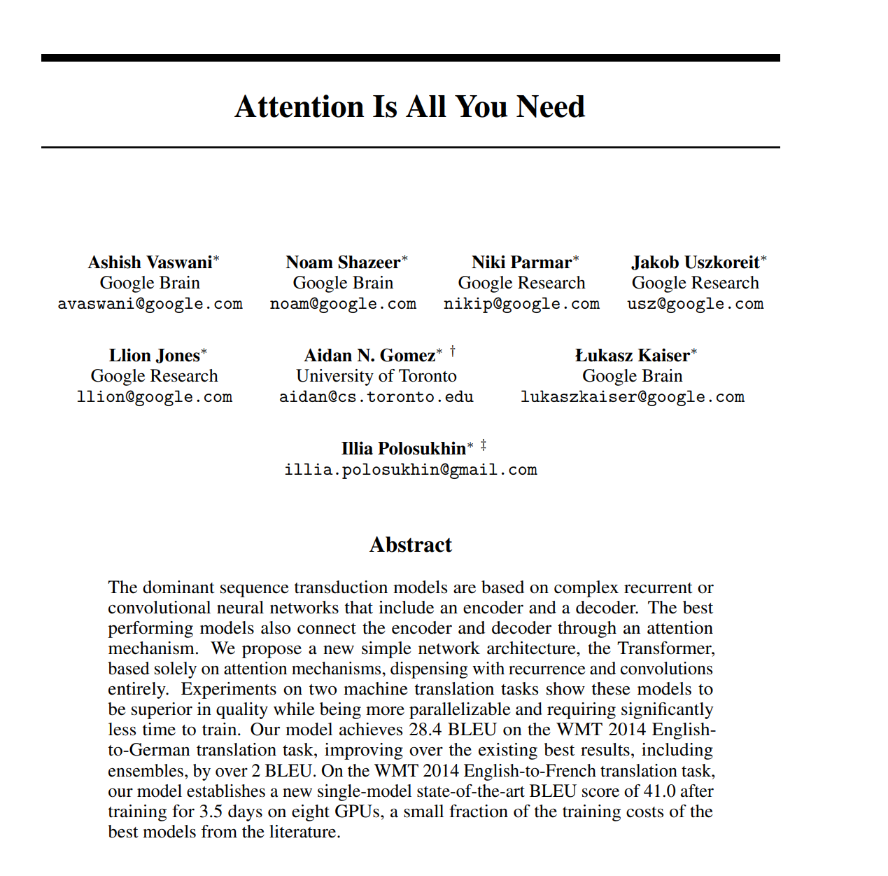 Attention Is All You Need
Ashish Vaswani* Noam Shazeer* Niki Parmar* Jakob Uszkoreit*
Google Brain Google Brain Google Research Google Research
avaswani@google.com noam@google.com nikip@google.com usz@google.com
Llion Jones* Aidan N. Gomez* † Łukasz Kaiser*
Google Research University of Toronto Google Brain
llion@google.com aidan@cs.toronto.edu lukaszkaiser@google.com
Illia Polosukhin* ‡
illia.polosukhin@gmail.com
Abstract
The dominant sequence transduction models are based on complex recurrent or
convolutional neural networks that include an encoder and a decoder. The best
performing models also connect the encoder and decoder through an attention
mechanism. We propose a new simple network architecture, the Transformer,
based solely on attention mechanisms, dispensing with recurrence and convolutions
entirely. Experiments on two machine translation tasks show these models to
be superior in quality while being more parallelizable and requiring significantly
less time to train. Our model achieves 28.4 BLEU on the WMT 2014 English-
to-German translation task, improving over the existing best results, including
ensembles, by over 2 BLEU. On the WMT 2014 English-to-French translation task,
our model establishes a new single-model state-of-the-art BLEU score of 41.0 after
training for 3.5 days on eight GPUs, a small fraction of the training costs of the
best models from the literature.